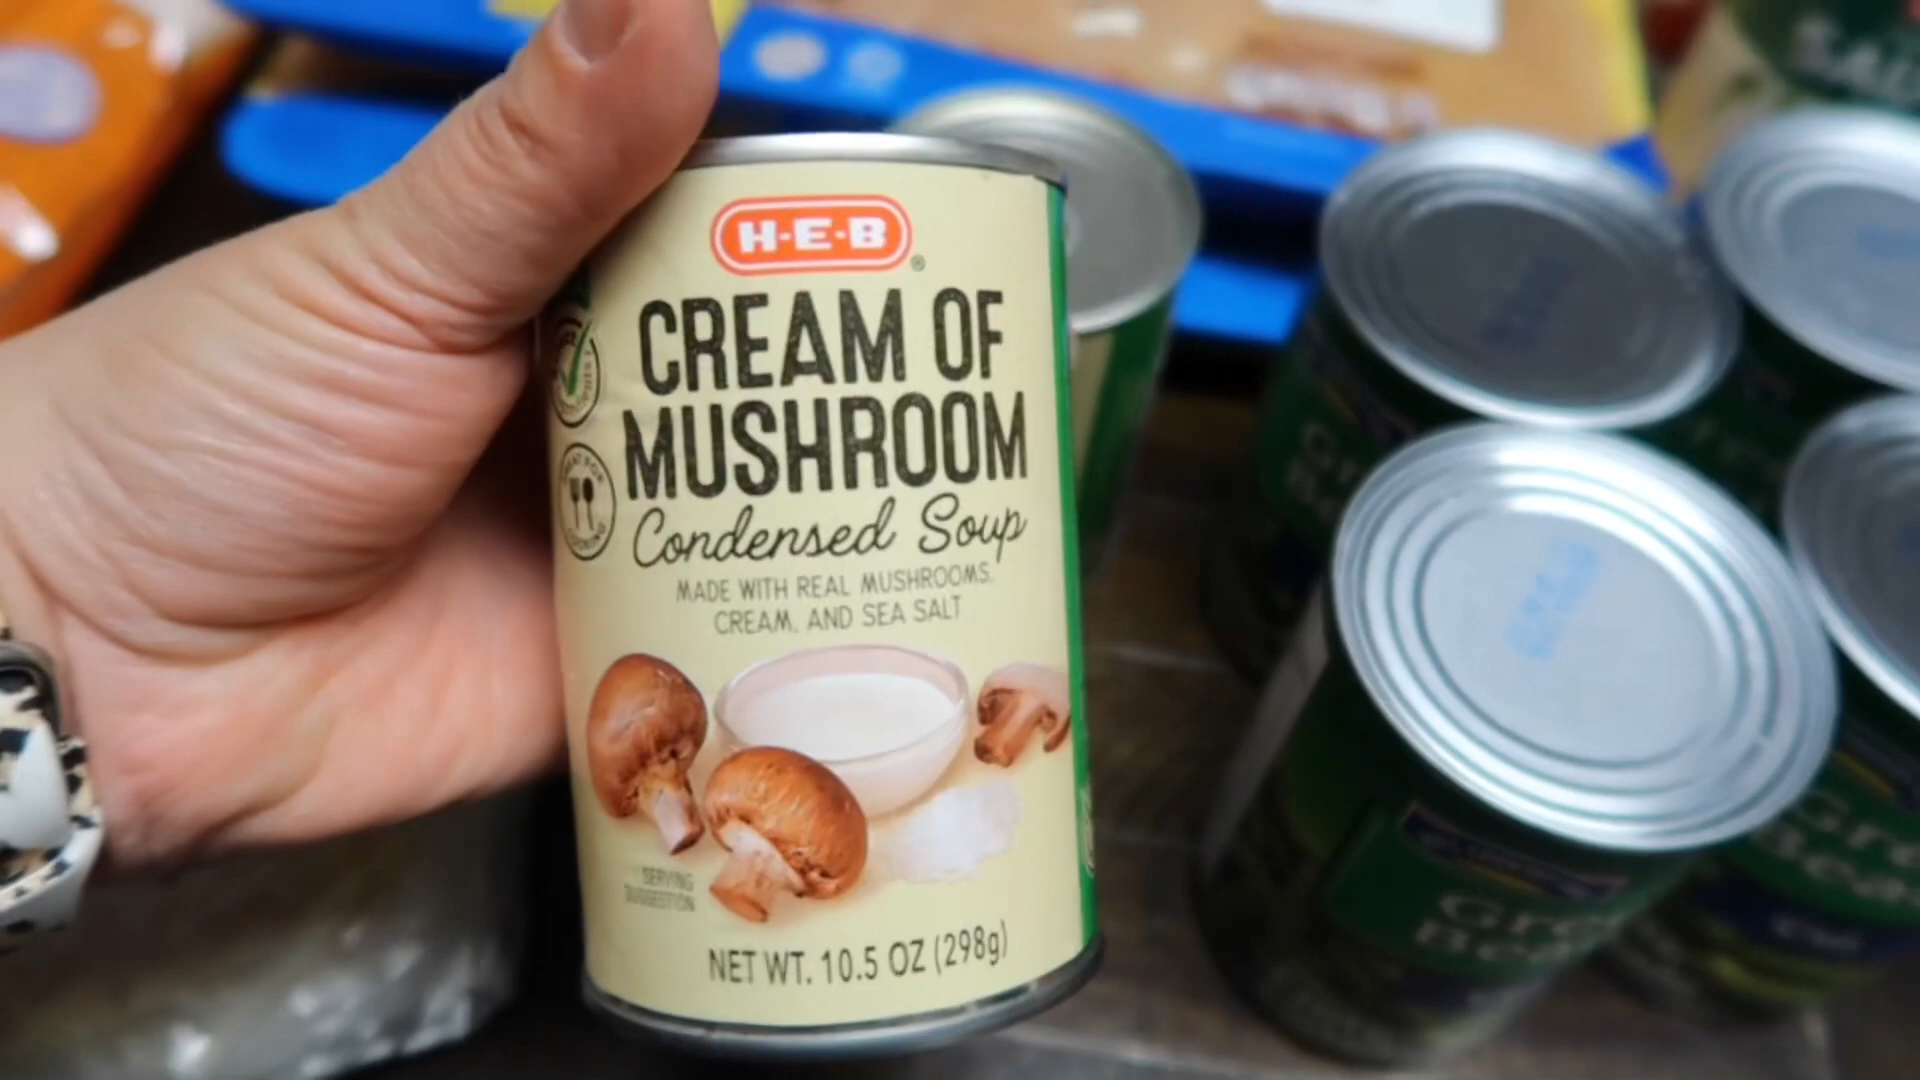 H-E-B
®
CREAM OF
MUSHROOM
Condensed Soup
MADE WITH REAL MUSHROOMS,
CREAM, AND SEA SALT
SERVING
SUGGESTION
NET WT. 10.5 OZ (298g)